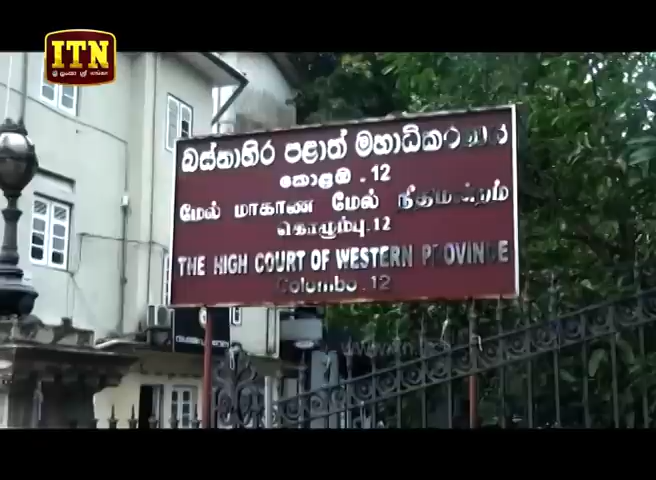 ITN
බස්නාහිර පළාත් මහාධිකරණය
කොළඹ . 12
மேல் மாகாண மேல் நீதிமன்றம்
கொழும்பு.12
THE HIGH COURT OF WESTERN PROVINCE
Colombo . 12